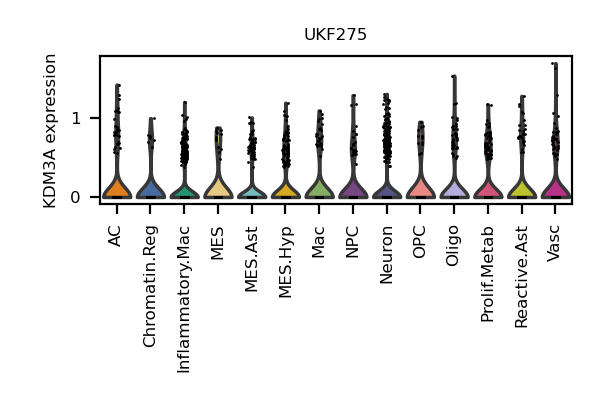 UKF275
KDM3A expression
1
0
AC
Chromatin.Reg
Inflammatory.Mac
MES
MES.Ast
MES.Hyp
Mac
NPC
Neuron
OPC
Oligo
Prolif.Metab
Reactive.Ast
Vasc